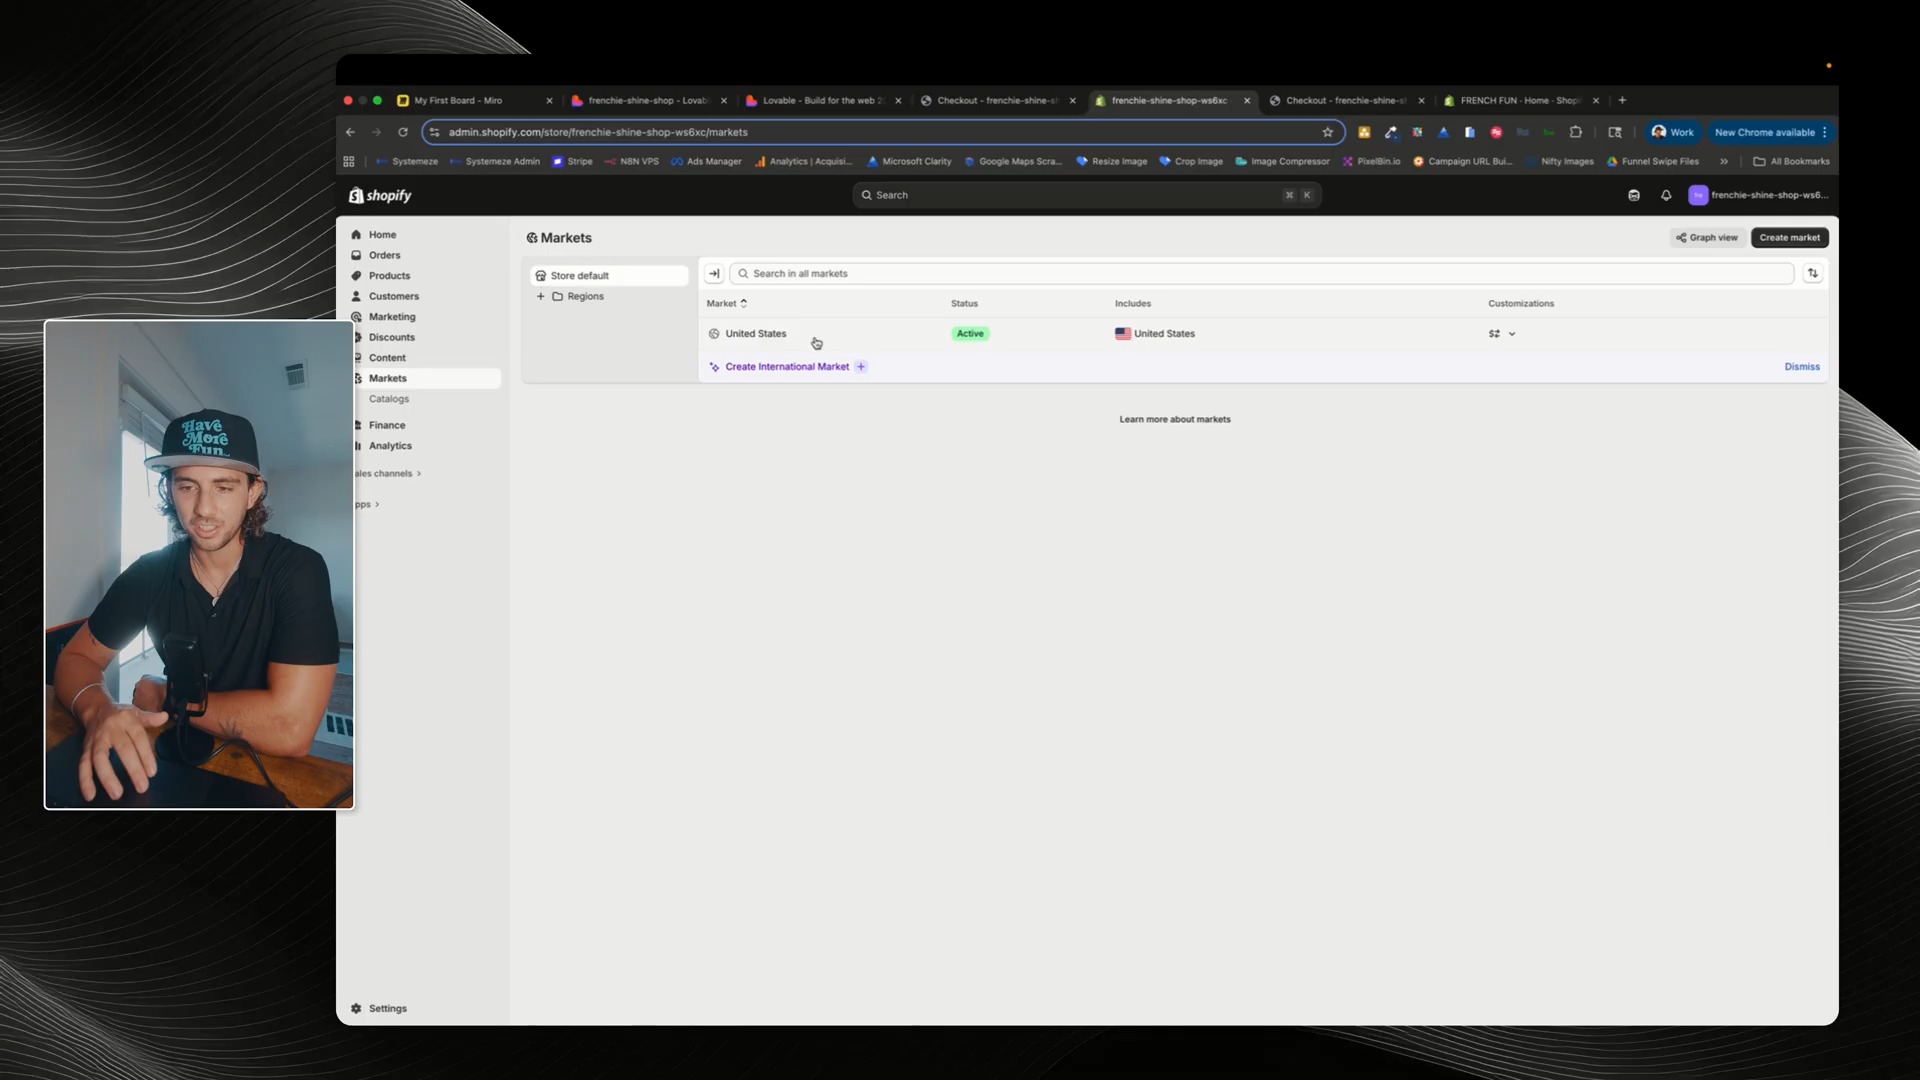 My First Board - Miro
frenchie-shine-shop - Lovab
Lovable - Build for the web 2
Checkout - frenchie-shine-sh
frenchie-shine-shop-ws6xc
Checkout - frenchie-shine-s
FRENCH FUN · Home · Shopi
admin.shopify.com/store/frenchie-shine-shop-ws6xc/markets
Work
New Chrome available
Systemeze
Systemeze Admin
Stripe
N8N VPS
Ads Manager
Analytics | Acquisi...
Microsoft Clarity
Google Maps Scra...
Resize Image
Crop Image
Image Compressor
PixelBin.io
Campaign URL Bui...
Nifty Images
Funnel Swipe Files
»
All Bookmarks
shopify
Search
⌘ K
frenchie-shine-shop-ws6...
Home
Orders
Products
Customers
Marketing
Discounts
Content
Markets
Catalogs
Finance
Analytics
ales channels
pps
Settings
Markets
Graph view
Create market
Store default
Regions
Search in all markets
Market
Status
Includes
Customizations
United States
Active
United States
Create International Market
Dismiss
Learn more about markets
Have
More
Fun